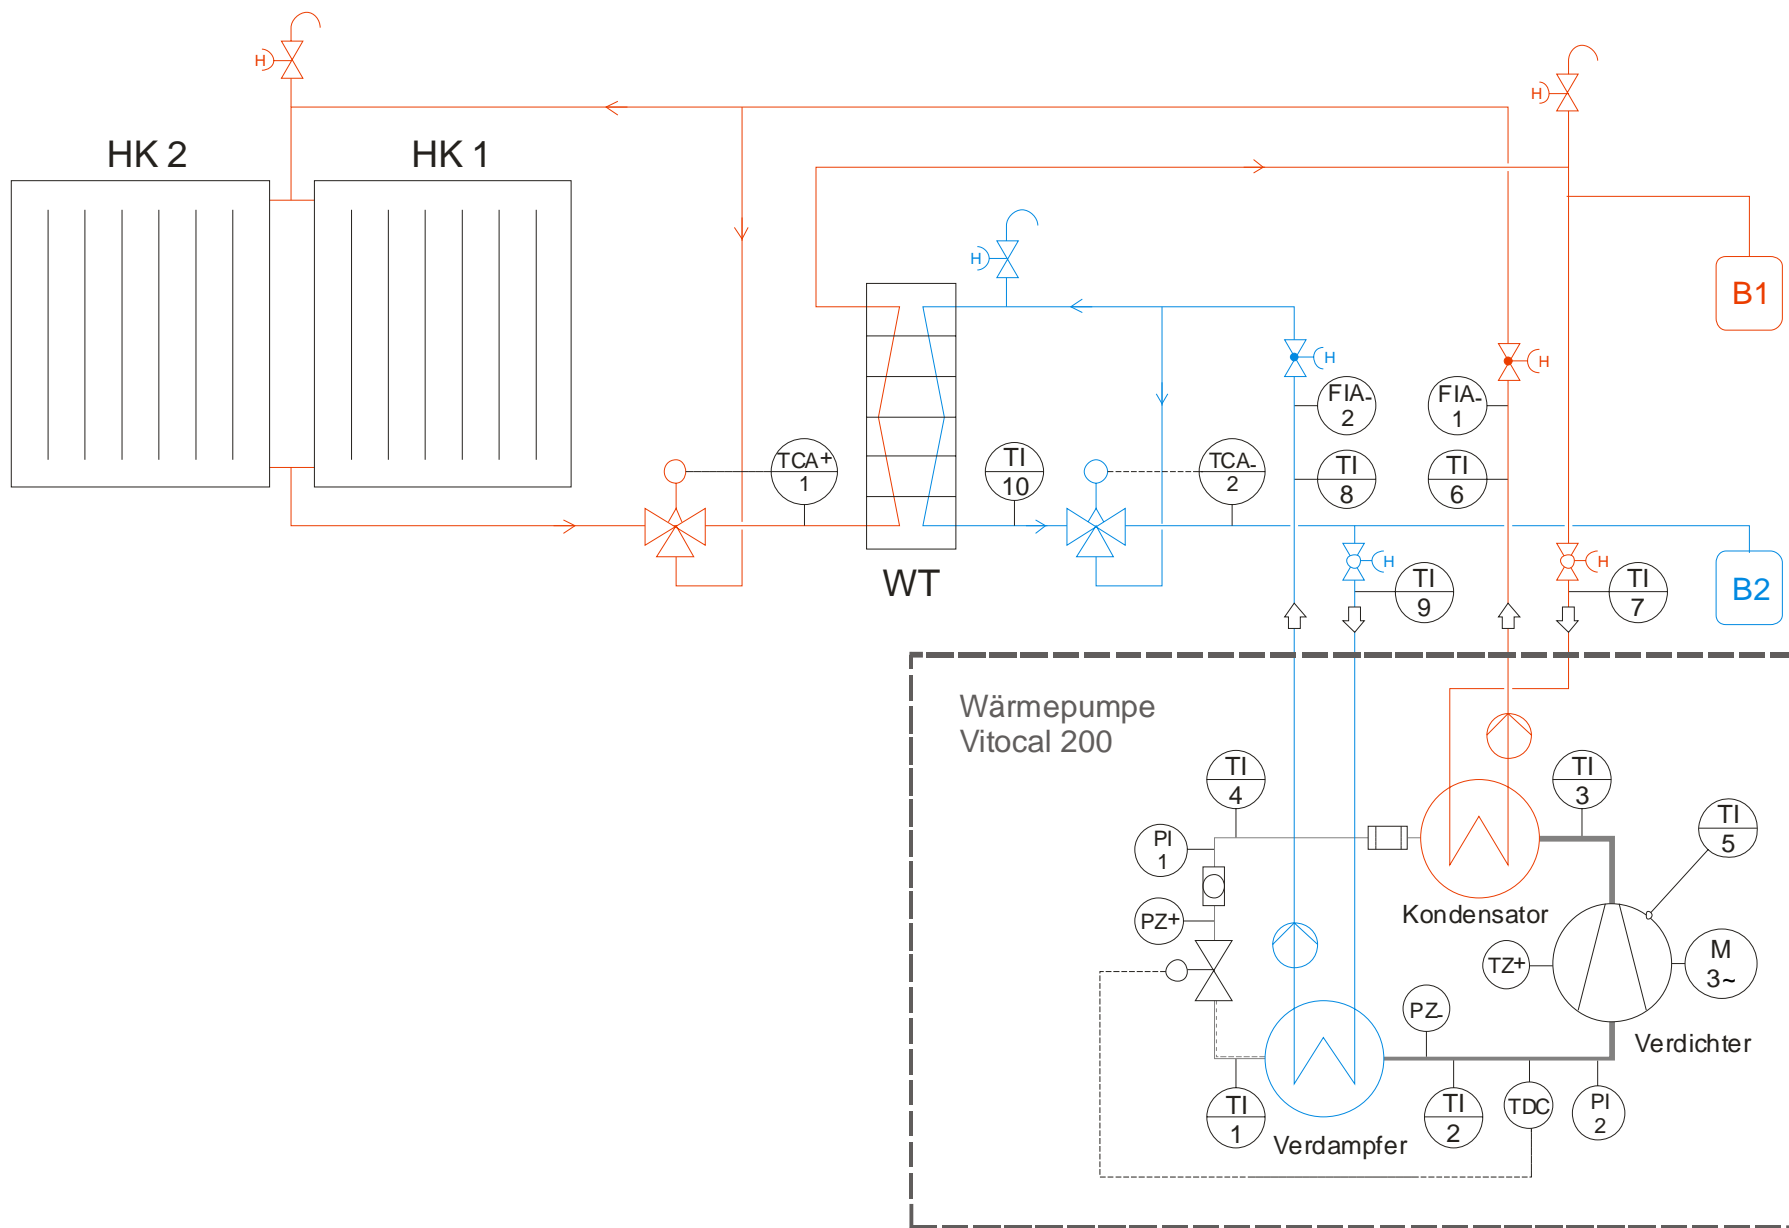 H
H
HK 2
HK 1
H
B1
H
H
FIA-
2
FIA-
1
TCA+
1
TI
10
TCA-
2
TI
8
TI
6
WT
H
H
TI
9
TI
7
B2
Wärmepumpe
Vitocal 200
TI
4
TI
3
TI
5
PI
1
PZ+
Kondensator
TZ+
M
3~
PZ-
Verdichter
TI
1
TI
2
TDC
PI
2
Verdampfer